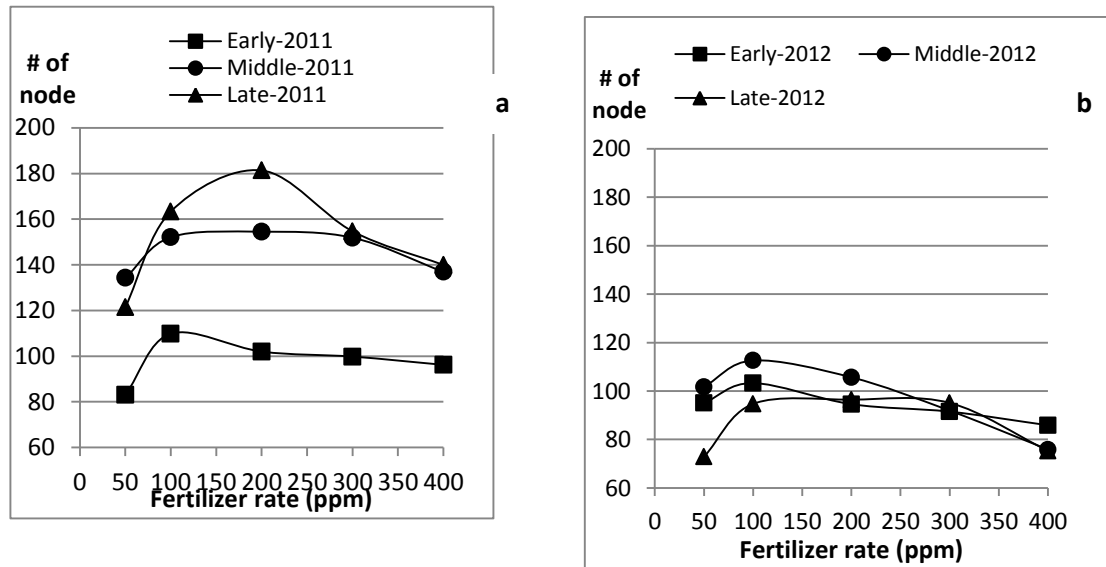 Early-2011
Middle-2011
Late-2011
# of
node
a
200
180
160
140
120
100
80
60
0 50 100 150 200 250 300 350 400
Fertilizer rate (ppm)
Early-2012 Middle-2012
Late-2012
# of
node
b
200
180
160
140
120
100
80
60
0 50 100 150 200 250 300 350 400
Fertilizer rate (ppm)